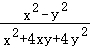 x² − y²
x² + 4xy + 4y²